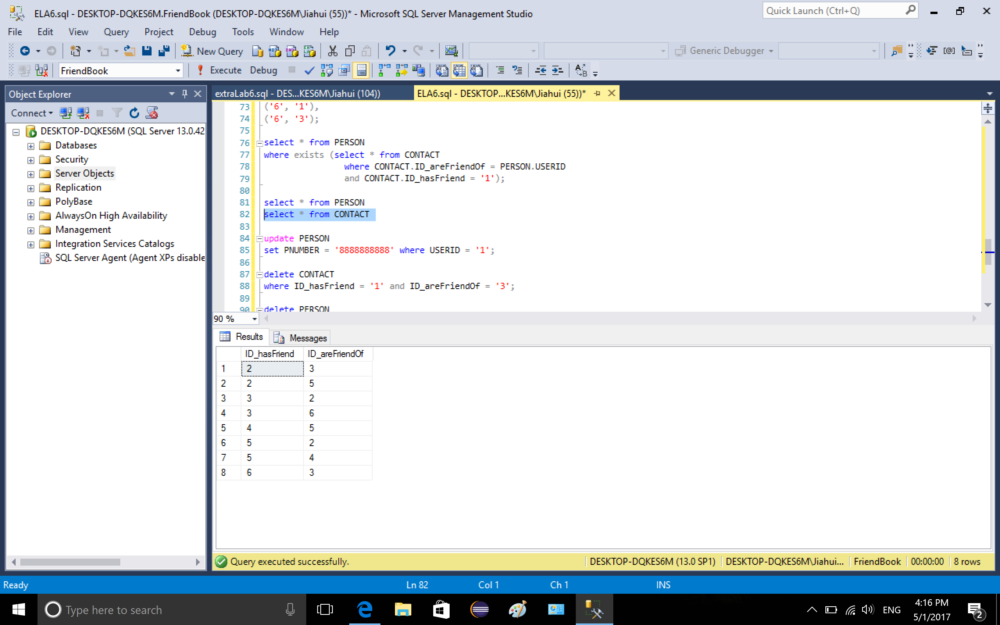 ELA6.sql - DESKTOP-DQKES6M.FriendBook (DESKTOP-DQKES6M\Jiahui (55))* - Microsoft SQL Server Management Studio
Quick Launch (Ctrl+Q)
File Edit View Query Project Debug Tools Window Help
New Query
Generic Debugger
FriendBook
Execute Debug
Object Explorer
Connect
DESKTOP-DQKES6M (SQL Server 13.0.42
Databases
Security
Server Objects
Replication
PolyBase
AlwaysOn High Availability
Management
Integration Services Catalogs
SQL Server Agent (Agent XPs disable
extraLab6.sql - DES...KES6M\Jiahui (104))
ELA6.sql - DESKTOP...KES6M\Jiahui (55))*
73 ('6', '1'),
74 ('6', '3');
75
76 select * from PERSON
77 where exists (select * from CONTACT
78 where CONTACT.ID_areFriendOf = PERSON.USERID
79 and CONTACT.ID_hasFriend = '1');
80
81 select * from PERSON
82 select * from CONTACT
83
84 update PERSON
85 set PNUMBER = '8888888888' where USERID = '1';
86
87 delete CONTACT
88 where ID_hasFriend = '1' and ID_areFriendOf = '3';
89
90 delete PERSON
90 %
Results Messages
ID_hasFriend ID_areFriendOf
1 2 3
2 2 5
3 3 2
4 3 6
5 4 5
6 5 2
7 5 4
8 6 3
Query executed successfully.
DESKTOP-DQKES6M (13.0 SP1) DESKTOP-DQKES6M\Jiahui... FriendBook 00:00:00 8 rows
Ready Ln 82 Col 1 Ch 1 INS
Type here to search
ENG
4:16 PM
5/1/2017
2